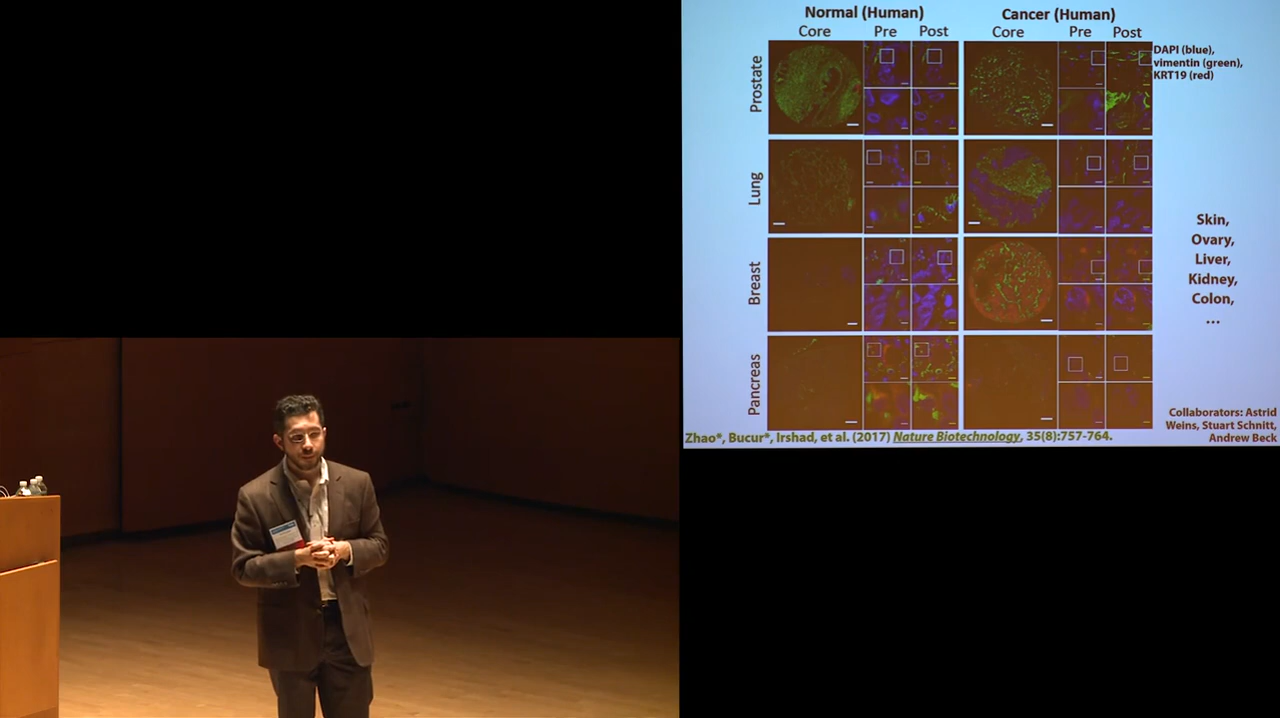 Normal (Human)
Cancer (Human)
Core
Pre
Post
Core
Pre
Post
DAPI (blue),
vimentin (green),
KRT19 (red)
Prostate
Lung
Breast
Pancreas
Skin,
Ovary,
Liver,
Kidney,
Colon,
...
Collaborators: Astrid
Weins, Stuart Schnitt,
Andrew Beck
Zhao*, Bucur*, Irshad, et al. (2017) Nature Biotechnology, 35(8):757-764.